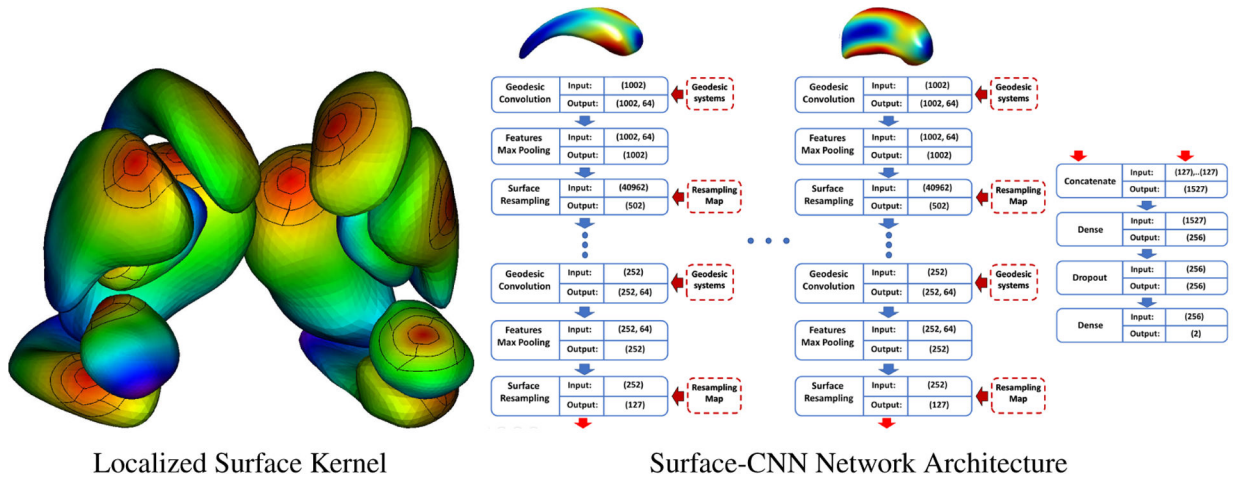 Geodesic Convolution Input: (1002)
Output: (1002, 64)
Geodesic systems
Features Max Pooling Input: (1002, 64)
Output: (1002)
Surface Resampling Input: (40962)
Output: (502)
Resampling Map
Geodesic Convolution Input: (252)
Output: (252, 64)
Geodesic systems
Features Max Pooling Input: (252, 64)
Output: (252)
Surface Resampling Input: (252)
Output: (127)
Resampling Map
Geodesic Convolution Input: (1002)
Output: (1002, 64)
Geodesic systems
Features Max Pooling Input: (1002, 64)
Output: (1002)
Surface Resampling Input: (40962)
Output: (502)
Resampling Map
Geodesic Convolution Input: (252)
Output: (252, 64)
Geodesic systems
Features Max Pooling Input: (252, 64)
Output: (252)
Surface Resampling Input: (252)
Output: (127)
Resampling Map
Concatenate Input: (127),..(127)
Output: (1527)
Dense Input: (1527)
Output: (256)
Dropout Input: (256)
Output: (256)
Dense Input: (256)
Output: (2)
Localized Surface Kernel
Surface-CNN Network Architecture